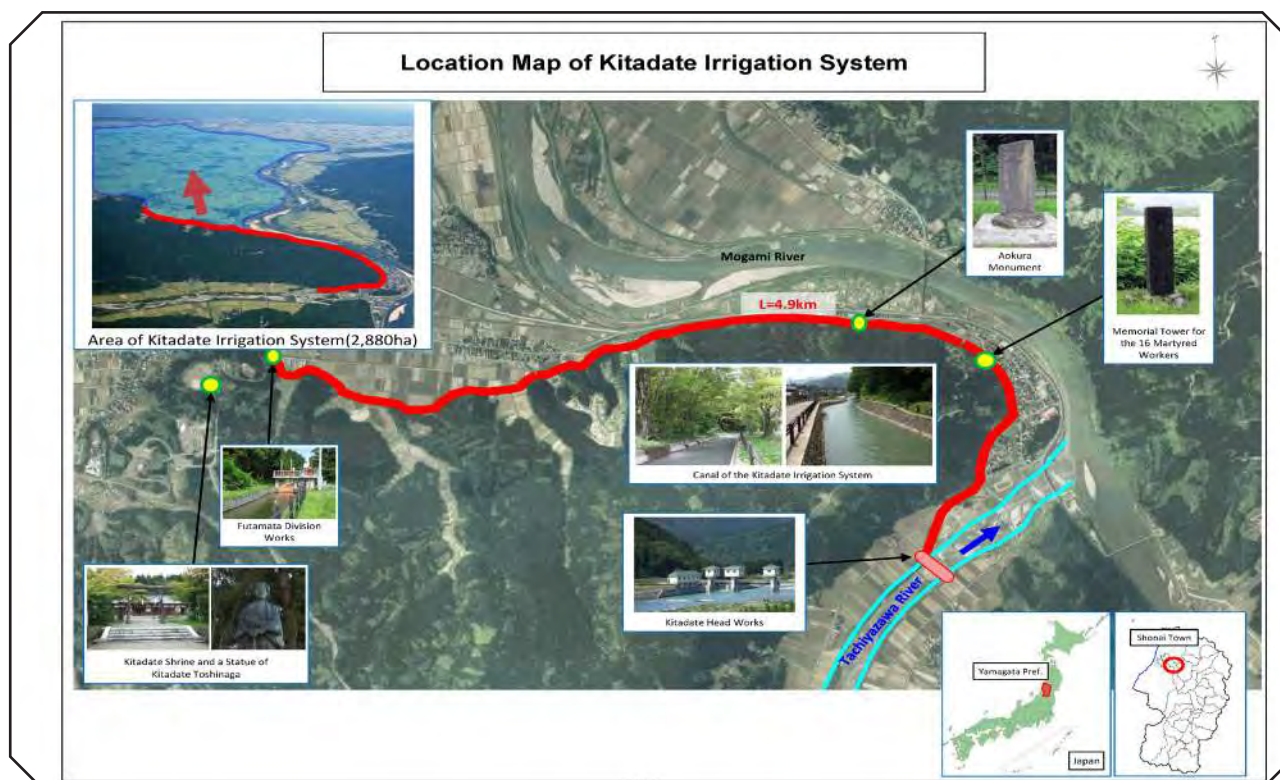 Location Map of Kitadate Irrigation System
Area of Kitadate Irrigation System(2,880ha)
Mogami River
L=4.9km
Aokura
Monument
Memorial Tower for
the 16 Martyred
Workers
Canal of the Kitadate Irrigation System
Futamata Division
Works
Kitadate Head Works
Tachiyazawa River
Kitadate Shrine and a Statue of
Kitadate Toshinaga
Yamagata Pref.
Japan
Shonai Town